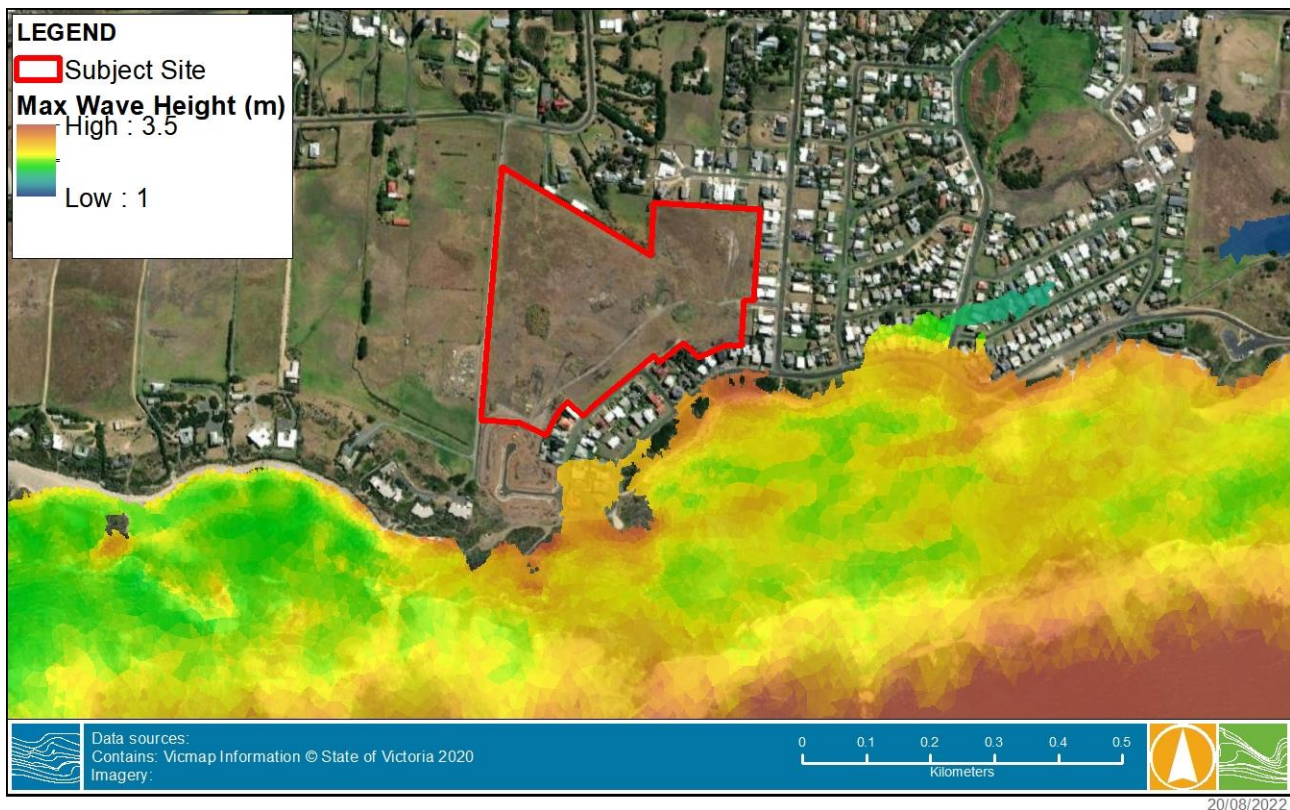 LEGEND
Subject Site
Max Wave Height (m)
High : 3.5
Low : 1
Data sources:
Contains: Vicmap Information © State of Victoria 2020
Imagery:
0 0.1 0.2 0.3 0.4 0.5
Kilometers
20/08/2022